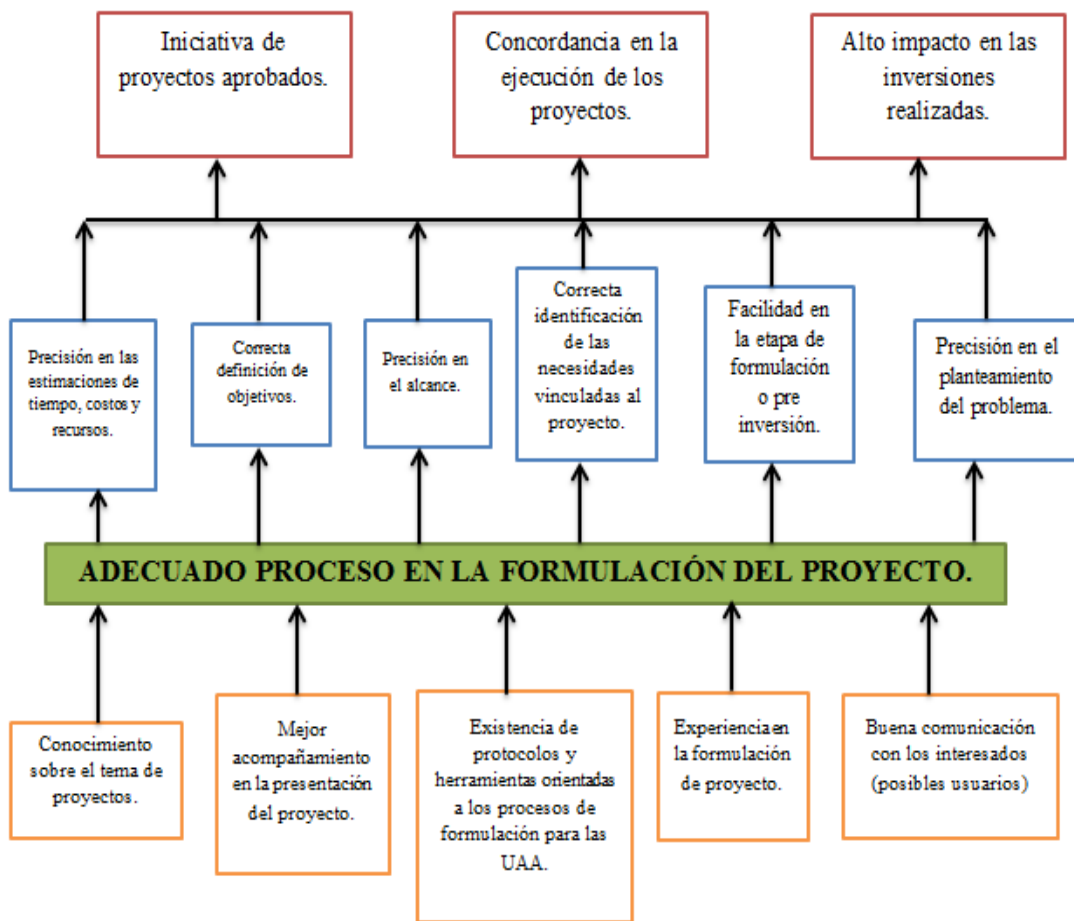 Iniciativa de
proyectos aprobados.
Concordancia en la
ejecución de los
proyectos.
Alto impacto en las
inversiones
realizadas.
Precisión en las
estimaciones de
tiempo, costos y
recursos.
Correcta
definición de
objetivos.
Precisión en
el alcance.
Correcta
identificación
de las
necesidades
vinculadas al
proyecto.
Facilidad en
la etapa de
formulación
o pre
inversión.
Precisión en el
planteamiento
del problema.
ADECUADO PROCESO EN LA FORMULACIÓN DEL PROYECTO.
Conocimiento
sobre el tema de
proyectos.
Mejor
acompañamiento
en la presentación
del proyecto.
Existencia de
protocolos y
herramientas orientadas
a los procesos de
formulación para las
UAA.
Experiencia en
la formulación
de proyecto.
Buena comunicación
con los interesados
(posibles usuarios)